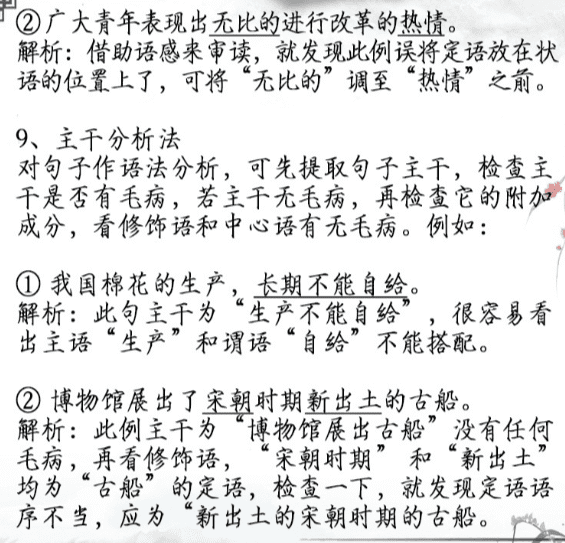 ②广大青年表现出无比的进行改革的热情。
解析：借助语感来审读，就发现此例误将定语放在状
语的位置上了，可将“无比的”调至“热情”之前。
9、主干分析法
对句子作语法分析，可先提取句子主干，检查主
干是否有毛病，若主干无毛病，再检查它的附加
成分，看修饰语和中心语有无毛病。例如：
① 我国棉花的生产，长期不能自给。
解析：此句主干为“生产不能自给”，很容易看
出主语“生产”和谓语“自给”不能搭配。
② 博物馆展出了宋朝时期新出土的古船。
解析：此例主干为“博物馆展出古船”没有任何
毛病，再看修饰语，“宋朝时期”和“新出土”
均为“古船”的定语，检查一下，就发现定语语
序不当，应为“新出土的宋朝时期的古船。